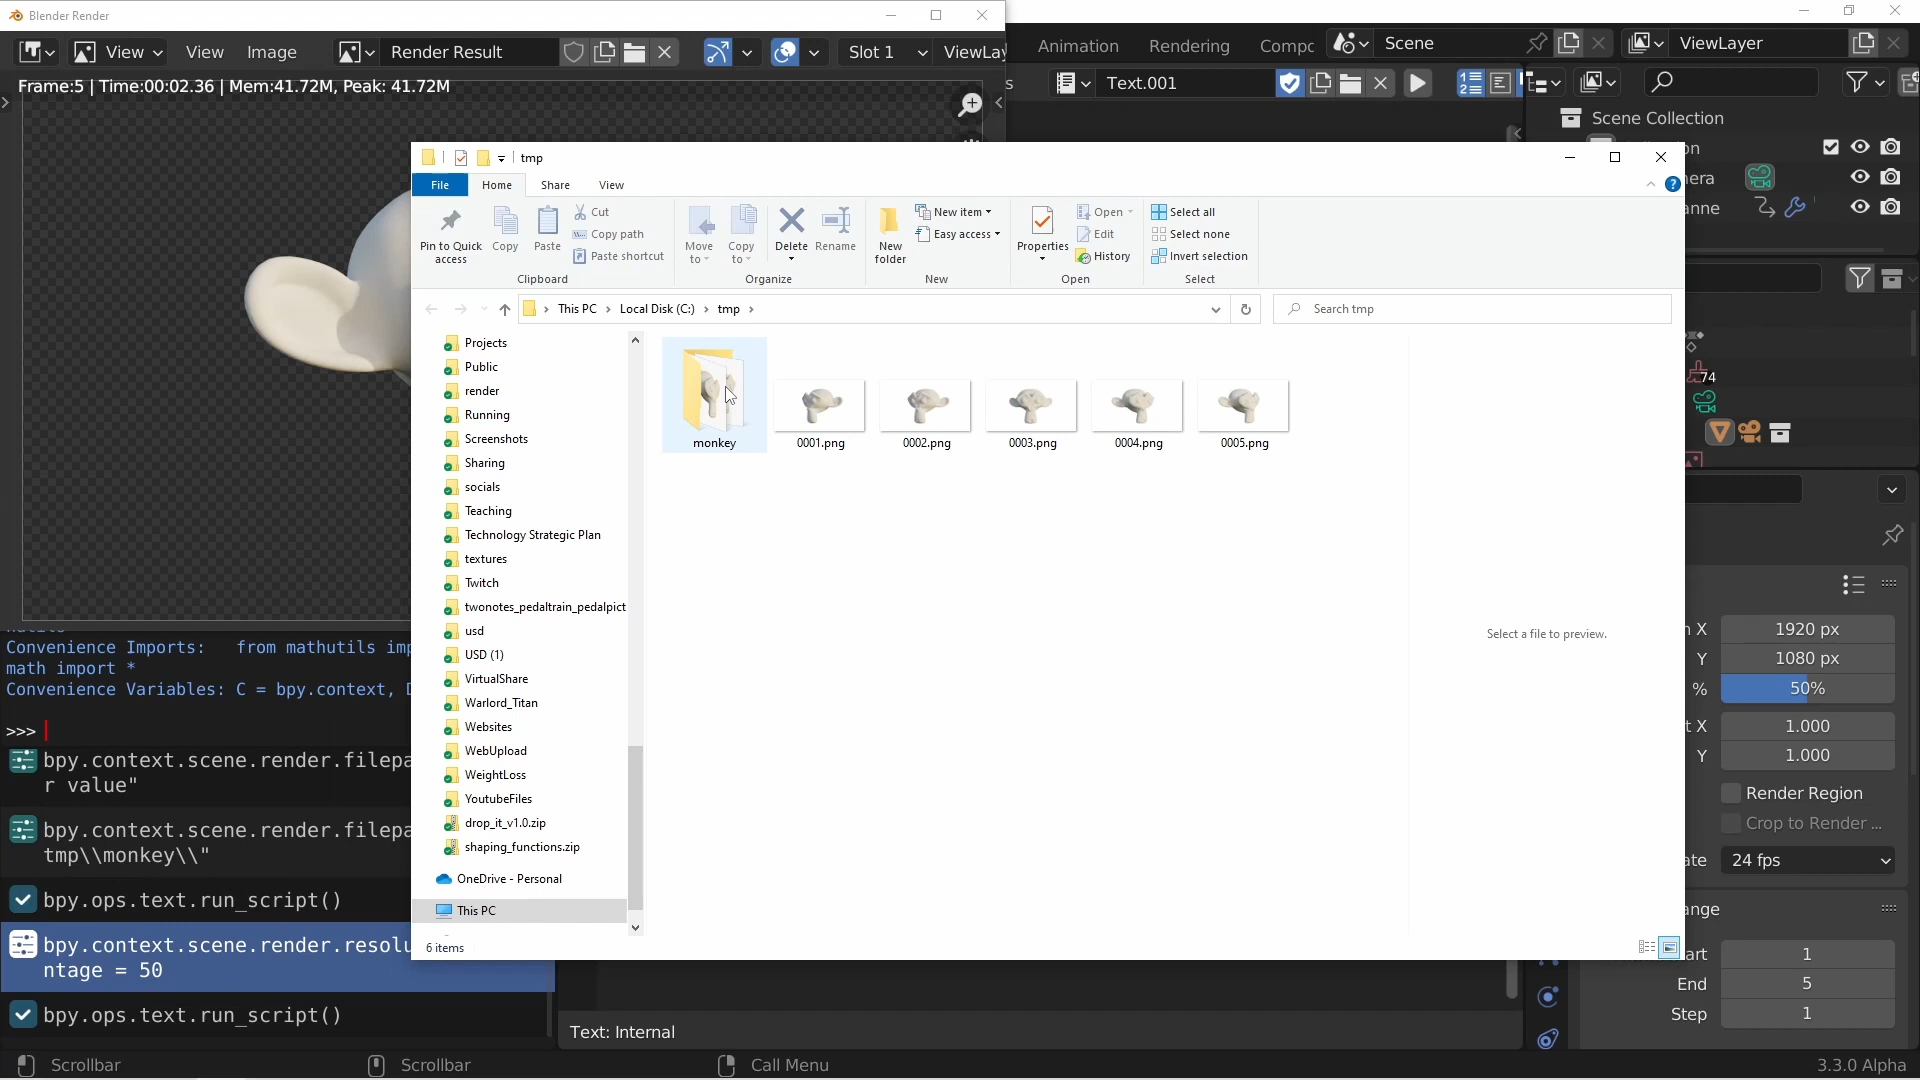 Blender Render
View
View
Image
Render Result
Slot 1
ViewLay
Animation
Rendering
Compc
Scene
ViewLayer
Frame:5 | Time:00:02.36 | Mem:41.72M, Peak: 41.72M
s
Text.001
Scene Collection
on
nera
anne
74
tmp
File
Home
Share
View
Pin to Quick
access
Copy
Paste
Cut
Copy path
Paste shortcut
Clipboard
Move
to
Copy
to
Delete
Rename
Organize
New
folder
New item
Easy access
New
Properties
Open
Edit
History
Open
Select all
Select none
Invert selection
Select
This PC
Local Disk (C:)
tmp
Search tmp
Projects
Public
render
Running
Screenshots
Sharing
socials
Teaching
Technology Strategic Plan
textures
Twitch
twonotes_pedaltrain_pedalpict
usd
USD (1)
VirtualShare
Warlord_Titan
Websites
WebUpload
WeightLoss
YoutubeFiles
drop_it_v1.0.zip
shaping_functions.zip
OneDrive - Personal
This PC
6 items
monkey
0001.png
0002.png
0003.png
0004.png
0005.png
Select a file to preview.
Convenience Imports: from mathutils imp
math import *
Convenience Variables: C = bpy.context,
>>>
bpy.context.scene.render.filepa
r value"
bpy.context.scene.render.filepa
tmp\\monkey\\"
bpy.ops.text.run_script()
bpy.context.scene.render.resolu
ntage = 50
bpy.ops.text.run_script()
n X
1920 px
Y
1080 px
%
50%
t X
1.000
Y
1.000
Render Region
Crop to Render ...
ate
24 fps
ange
art
1
End
5
Step
1
Text: Internal
Scrollbar
Scrollbar
Call Menu
3.3.0 Alpha